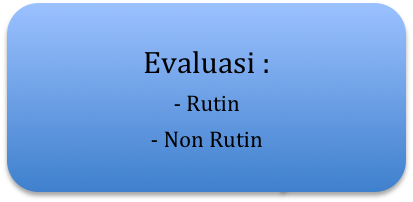 Evaluasi :
- Rutin
- Non Rutin